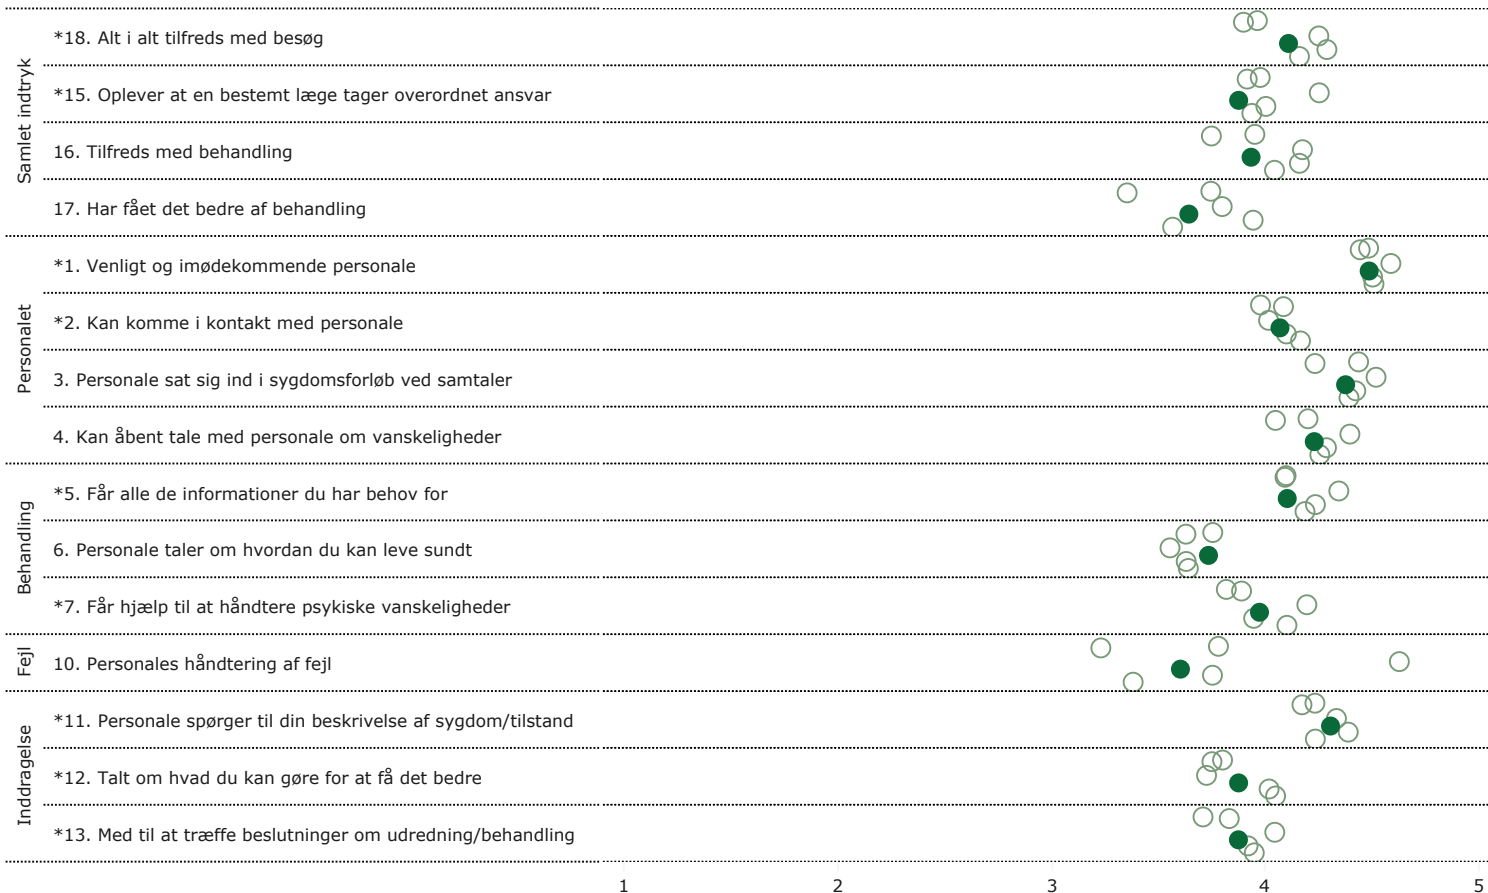 Samlet indtryk
*18. Alt i alt tilfreds med besøg
*15. Oplever at en bestemt læge tager overordnet ansvar
16. Tilfreds med behandling
17. Har fået det bedre af behandling
Personalet
*1. Venligt og imødekommende personale
*2. Kan komme i kontakt med personale
3. Personale sat sig ind i sygdomsforløb ved samtaler
4. Kan åbent tale med personale om vanskeligheder
Behandling
*5. Får alle de informationer du har behov for
6. Personale taler om hvordan du kan leve sundt
*7. Får hjælp til at håndtere psykiske vanskeligheder
Fejl
10. Personales håndtering af fejl
Inddragelse
*11. Personale spørger til din beskrivelse af sygdom/tilstand
*12. Talt om hvad du kan gøre for at få det bedre
*13. Med til at træffe beslutninger om udredning/behandling
1 2 3 4 5